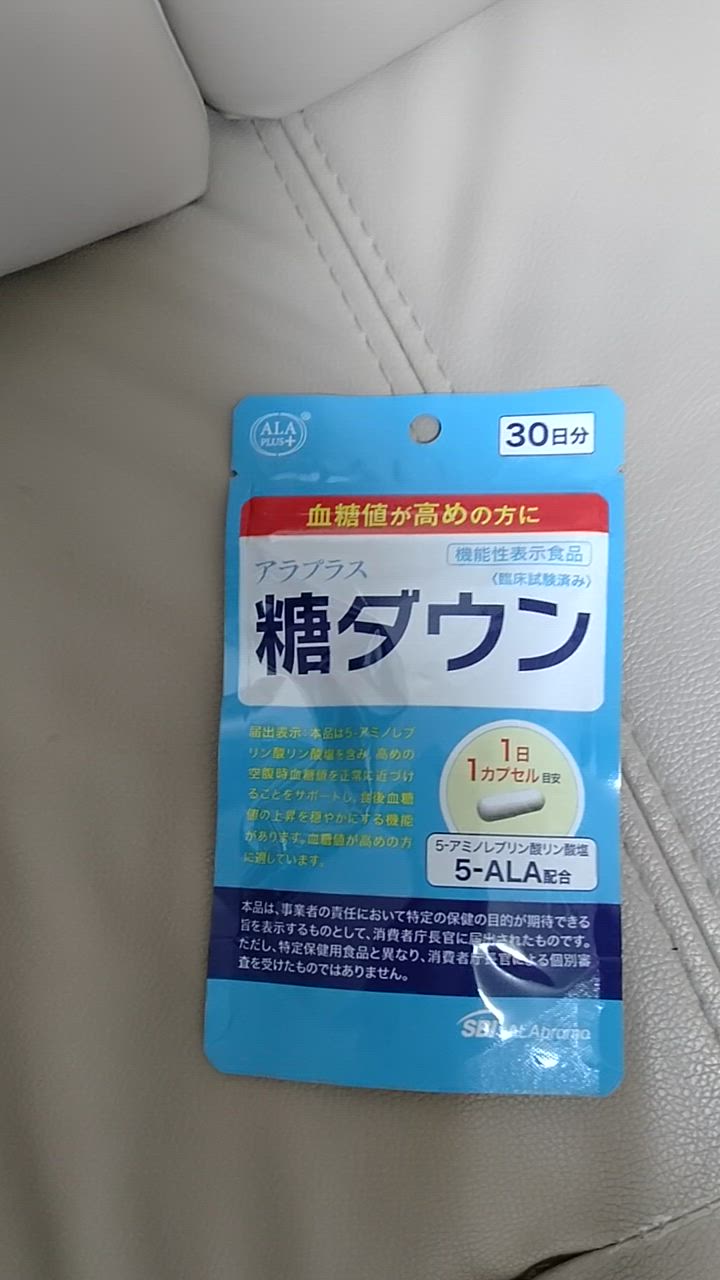 ALA
PLUS+
®
30日分
血糖値が高めの方に
機能性表示食品
アラプラス
〈臨床試験済み〉
糖ダウン
届出表示:本品は5-アミノレブ
リン酸リン酸塩を含み、高めの
空腹時血糖値を正常に近づけ
ることをサポートし、食後血糖
値の上昇を穏やかにする機能
があります。血糖値が高めの方
に適しています。
1日
1カプセル目安
5-アミノレブリン酸リン酸塩
5-ALA配合
本品は、事業者の責任において特定の保健の目的が期待できる
旨を表示するものとして、消費者庁長官に届出されたものです。
ただし、特定保健用食品と異なり、消費者庁長官による個別審
査を受けたものではありません。
SBI ALApromo